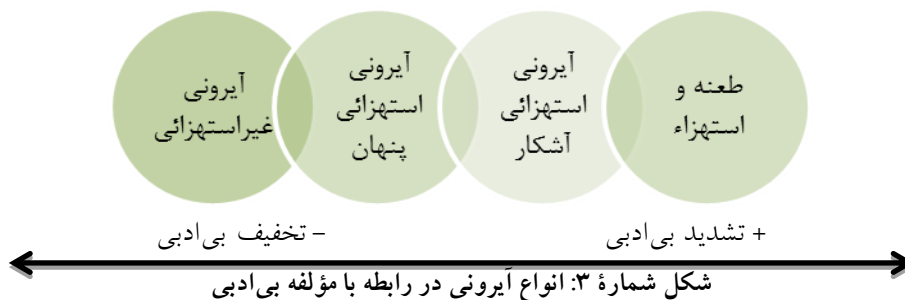 طعنه و
استهزاء
آیرونی
استهزائی
آشکار
آیرونی
استهزائی
پنهان
آیرونی
غیراستهزائی
+ تشدید بی‌ادبی
– تخفیف بی‌ادبی
شکل شمارۀ ۳: انواع آیرونی در رابطه با مؤلفه بی‌ادبی